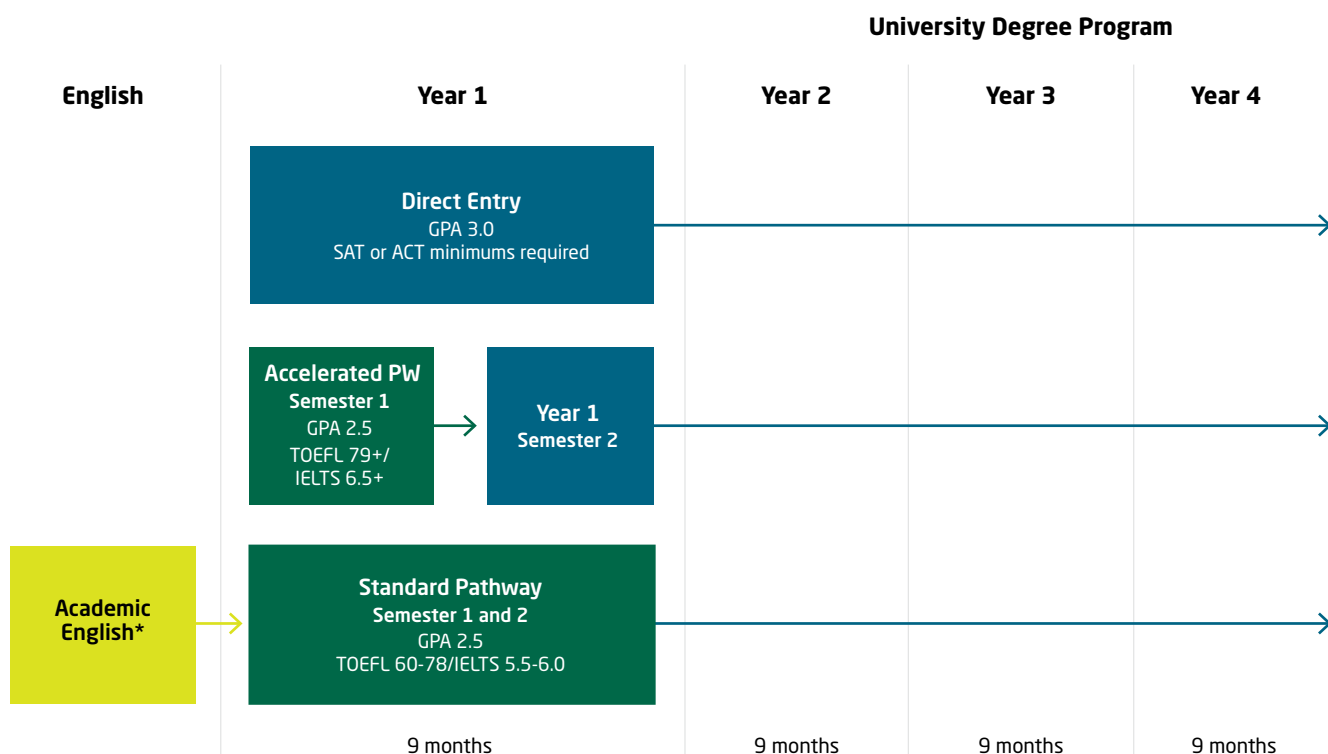 University Degree Program
English
Year 1
Year 2
Year 3
Year 4
Direct Entry
GPA 3.0
SAT or ACT minimums required
Accelerated PW
Semester 1
GPA 2.5
TOEFL 79+/
IELTS 6.5+
Year 1
Semester 2
Academic
English*
Standard Pathway
Semester 1 and 2
GPA 2.5
TOEFL 60-78/IELTS 5.5-6.0
9 months
9 months
9 months
9 months